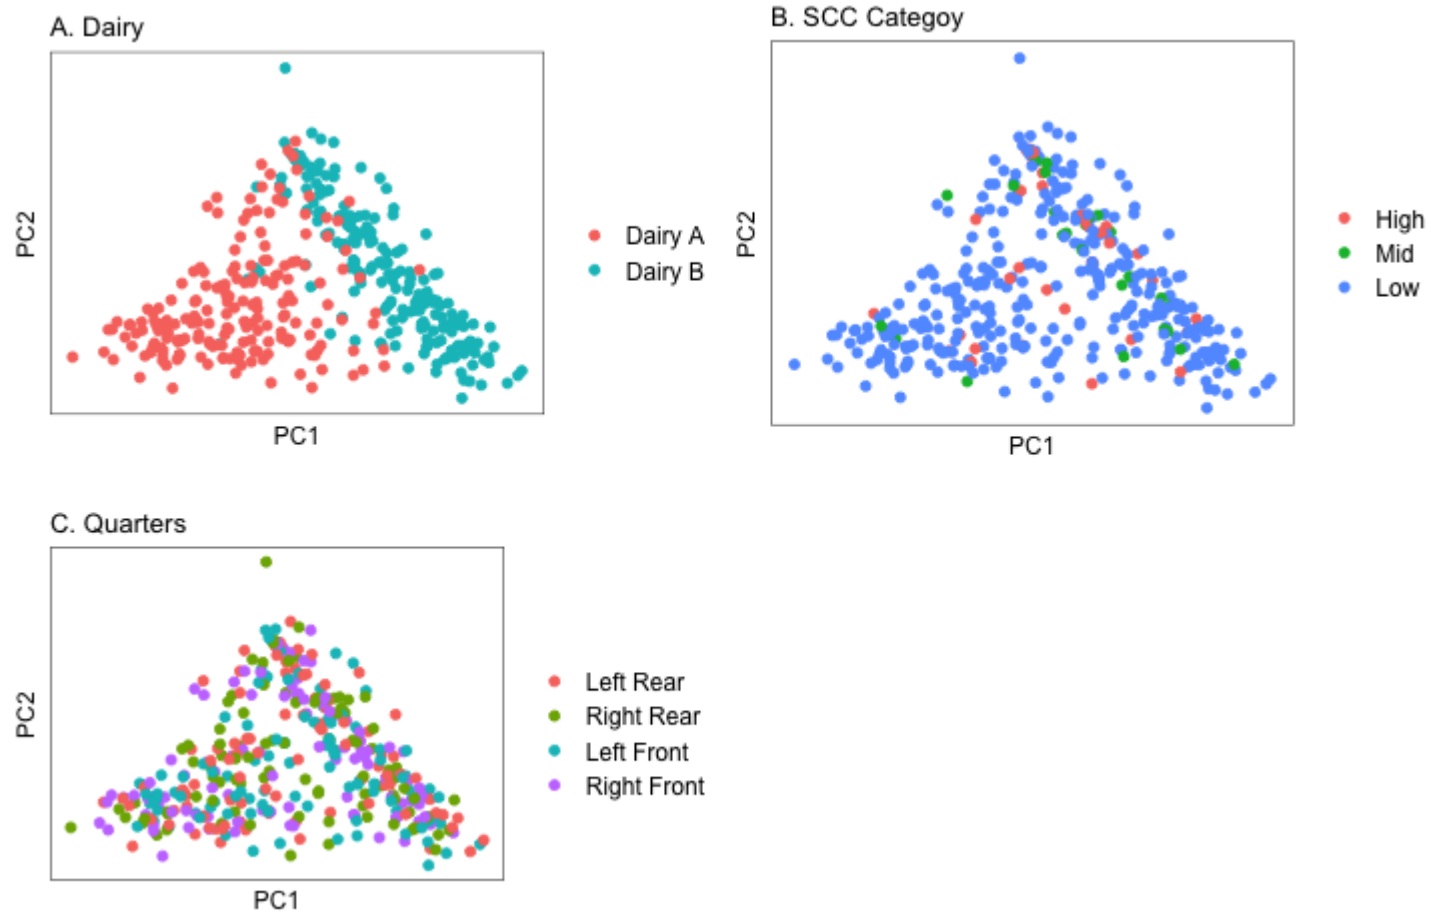 A. Dairy
PC2
PC1
Dairy A
Dairy B
B. SCC Categoy
PC2
PC1
High
Mid
Low
C. Quarters
PC2
PC1
Left Rear
Right Rear
Left Front
Right Front